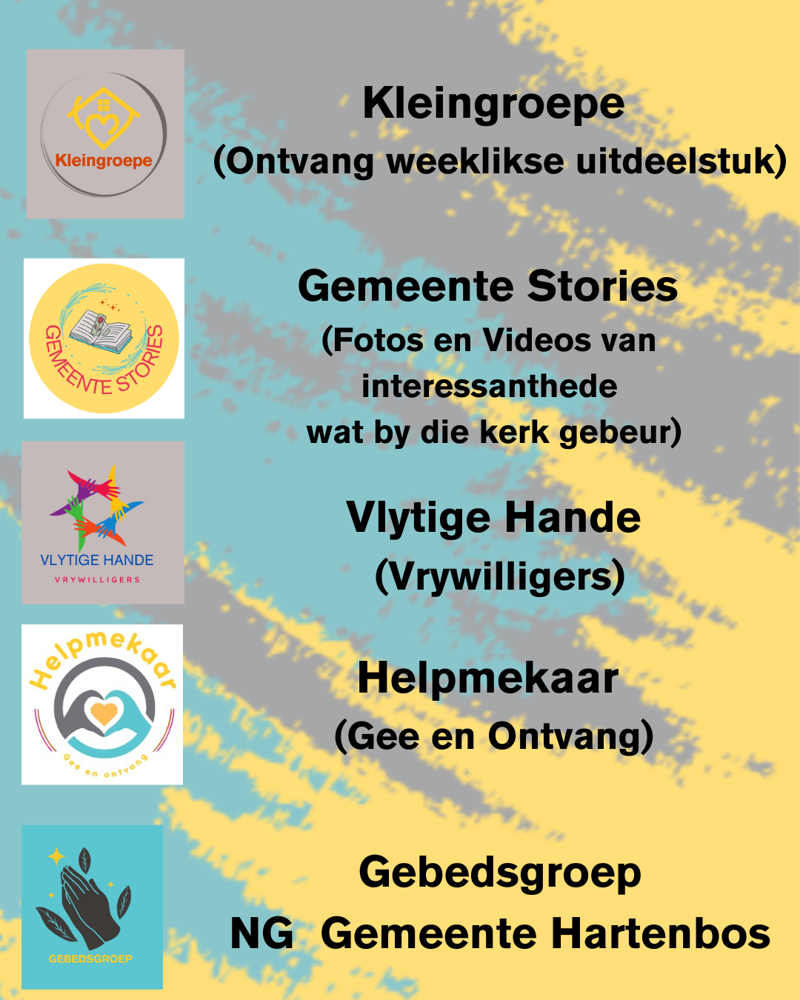 Kleingroepe
Kleingroepe
(Ontvang weeklikse uitdeelstuk)
GEMEENTE STORIES
Gemeente Stories
(Fotos en Videos van
interessanthede
wat by die kerk gebeur)
VLYTIGE HANDE
VRYWILLIGERS
Vlytige Hande
(Vrywilligers)
Helpmekaar
Gee en ontvang
Helpmekaar
(Gee en Ontvang)
GEBEDSGROEP
Gebedsgroep
NG Gemeente Hartenbos